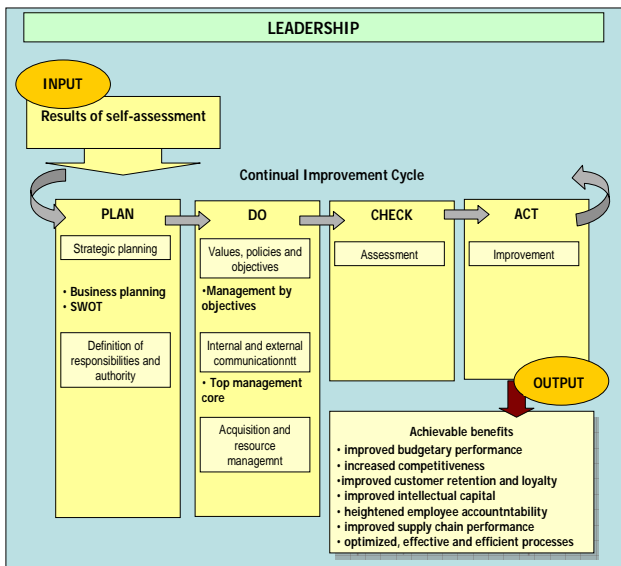 LEADERSHIP
INPUT
Results of self-assessment
Continual Improvement Cycle
PLAN
Strategic planning
• Business planning
• SWOT
Definition of
responsibilities and
authority
DO
Values, policies and
objectives
•Management by
objectives
Internal and external
communicationntt
• Top management
core
Acquisition and
resource
managemnt
CHECK
Assessment
ACT
Improvement
OUTPUT
Achievable benefits
• improved budgetary performance
• increased competitiveness
•improved customer retention and loyalty
• improved intellectual capital
• heightened employee accountntability
• improved supply chain performance
• optimized, effective and efficient processes